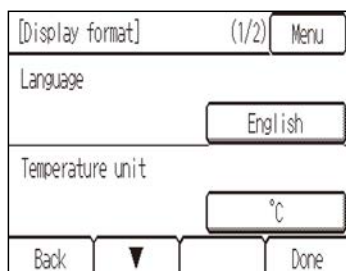 [Display format] (1/2) Menu
Language
English
Temperature unit
°C
Back ▼ Done